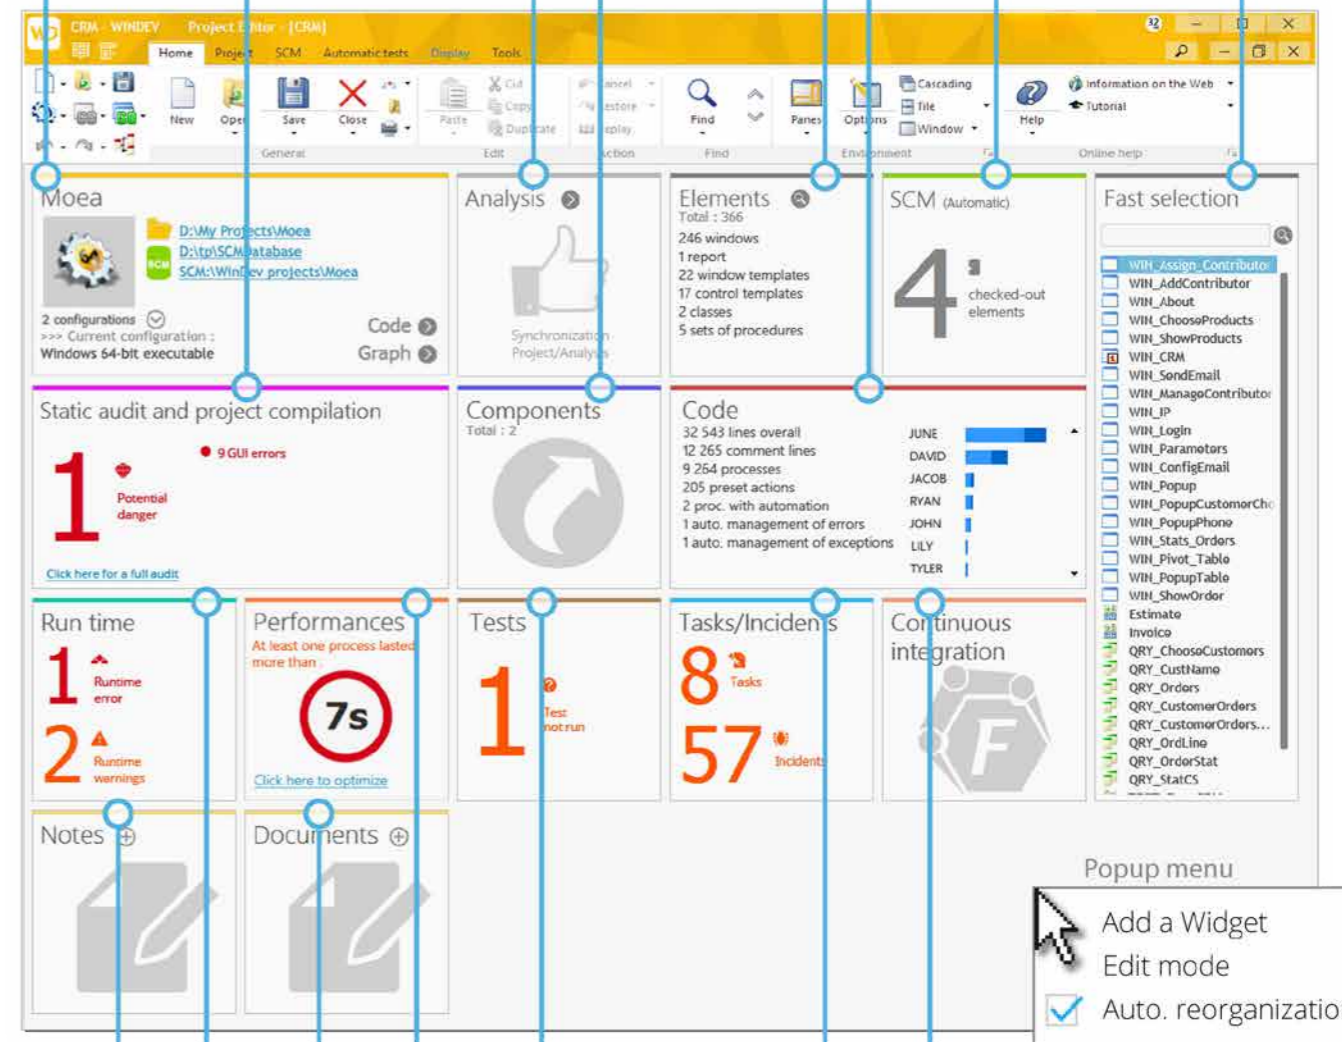 CRM - WINDEV Project Editor - [CRM]
32
Home Project SCM Automatic tests Display Tools
New Open Save Close
Paste
Cut
Copy
Duplicate
Cancel
Restore
Replay
Find
Panes
Options
Cascading
Tile
Window
Help
Information on the Web
Tutorial
General Edit Action Find Environment Online help
Moea
D:\My Projects\Moea
D:\tp\SCMDatabase
SCM
SCM:\WinDev projects\Moea
2 configurations
>>> Current configuration :
Windows 64-bit executable
Code
Graph
Analysis
Synchronization
Project/Analysis
Elements
Total : 366
246 windows
1 report
22 window templates
17 control templates
2 classes
5 sets of procedures
SCM (Automatic)
4
checked-out
elements
Fast selection
WIN_Assign_Contributor
WIN_AddContributor
WIN_About
WIN_ChooseProducts
WIN_ShowProducts
WIN_CRM
WIN_SendEmail
WIN_ManageContributor
WIN_IP
WIN_Login
WIN_Parameters
WIN_ConfigEmail
WIN_Popup
WIN_PopupCustomerCho
WIN_PopupPhone
WIN_Stats_Orders
WIN_Pivot_Table
WIN_PopupTable
WIN_ShowOrder
Estimate
Invoice
QRY_ChooseCustomers
QRY_CustName
QRY_Orders
QRY_CustomerOrders
QRY_CustomerOrders...
QRY_OrdLine
QRY_OrderStat
QRY_StatCS
Static audit and project compilation
1
Potential
danger
9 GUI errors
Click here for a full audit
Components
Total : 2
Code
32 543 lines overall
12 265 comment lines
9 264 processes
205 preset actions
2 proc. with automation
1 auto. management of errors
1 auto. management of exceptions
JUNE
DAVID
JACOB
RYAN
JOHN
LILY
TYLER
Run time
1
Runtime
error
2
Runtime
warnings
Performances
At least one process lasted
more than
7s
Click here to optimize
Tests
1
Test
not run
Tasks/Incidents
8
Tasks
57
Incidents
Continuous
integration
F
Notes
Documents
Popup menu
Add a Widget
Edit mode
Auto. reorganizatio